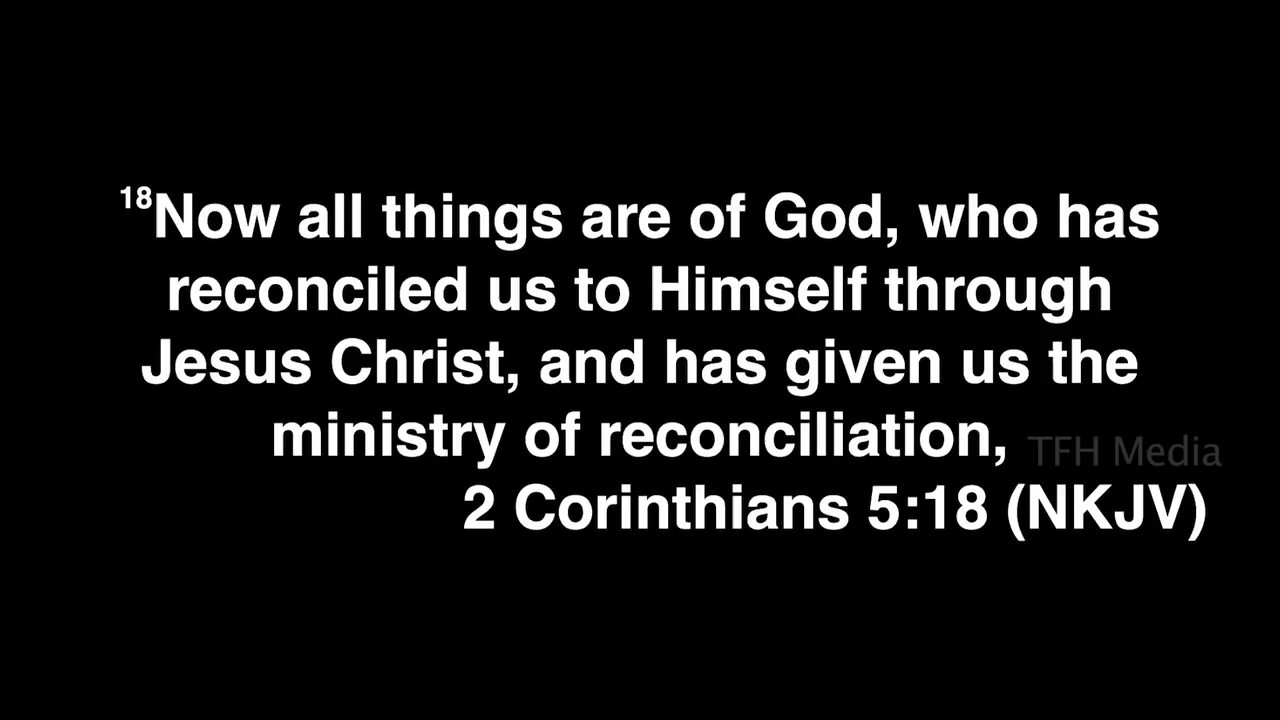 18Now all things are of God, who has
reconciled us to Himself through
Jesus Christ, and has given us the
ministry of reconciliation,
TFH Media
2 Corinthians 5:18 (NKJV)